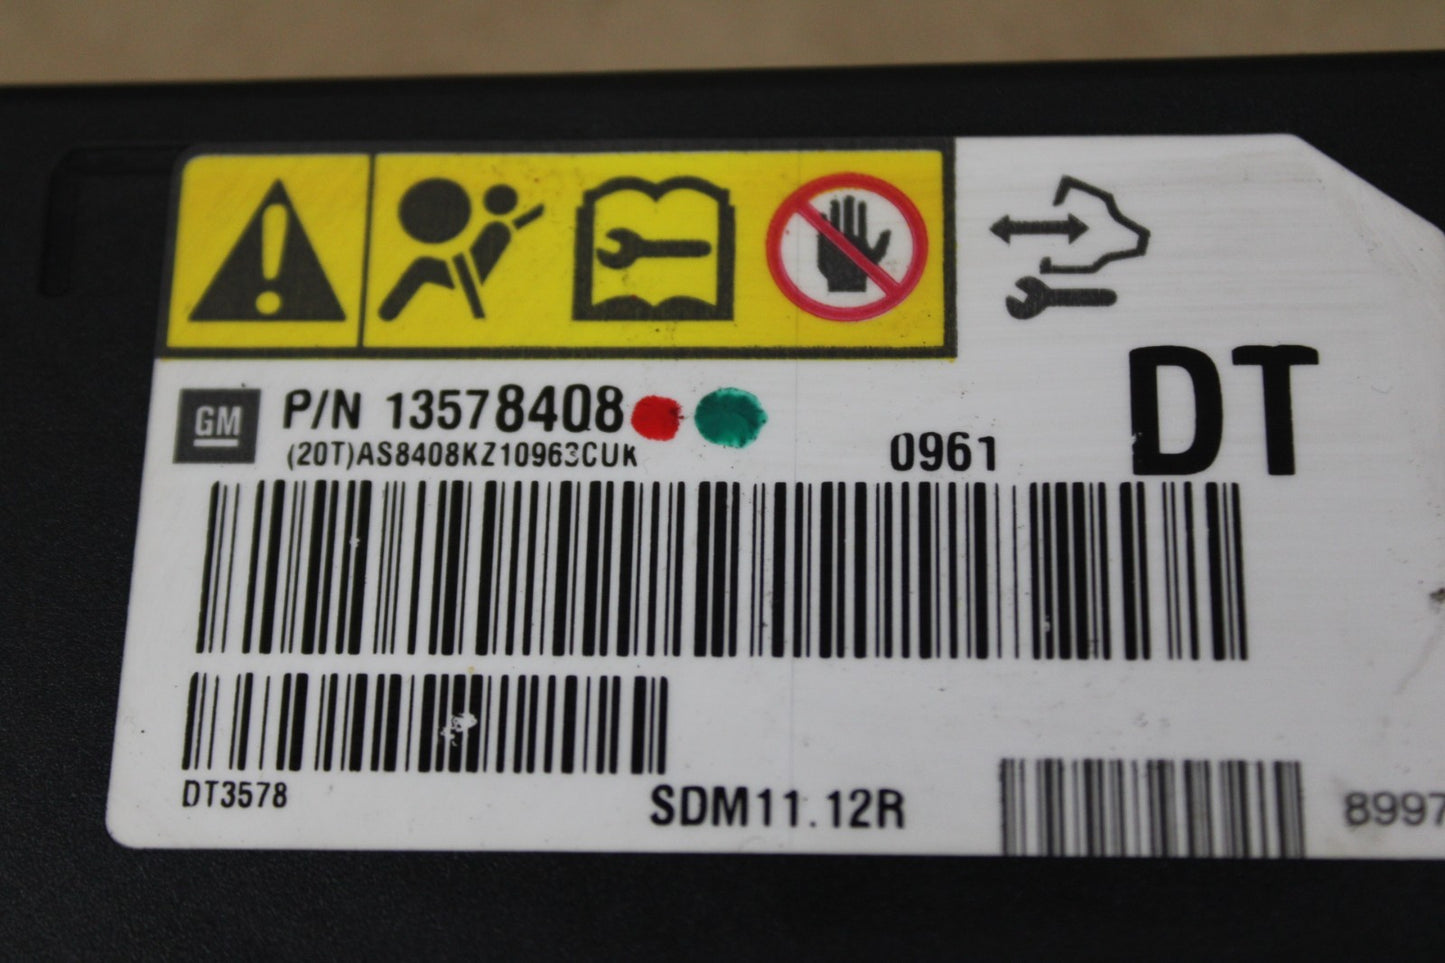 GM P/N 13578408
(20T)AS8408KZ10963CUK
0961
DT
DT3578
SDM11.12R
8997